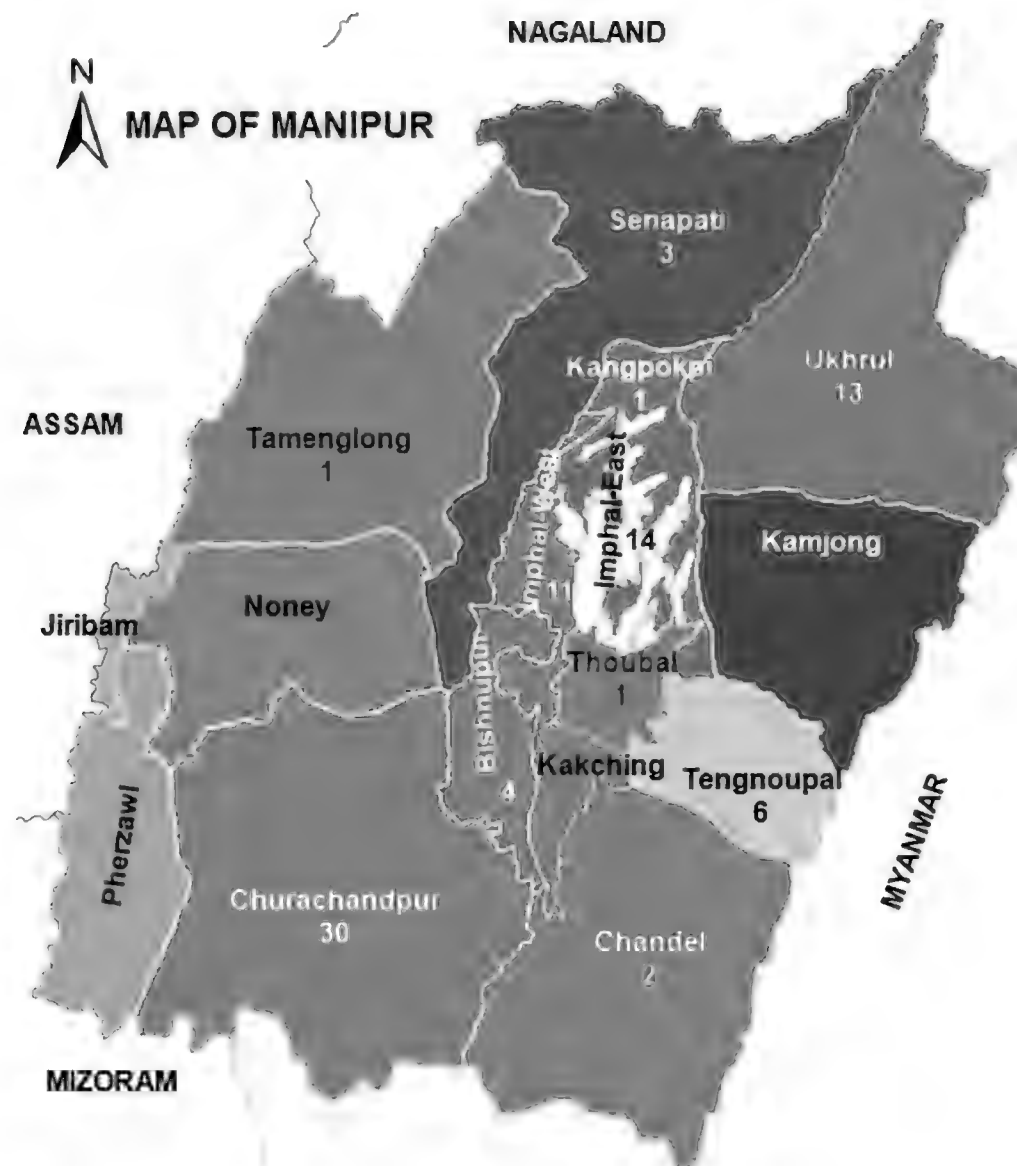 NAGALAND
N
MAP OF MANIPUR
Senapati
3
Kangpokpi
1
Ukhrul
13
ASSAM
Tamenglong
1
Imphal-West
11
Imphal-East
14
Kamjong
Noney
Jiribam
Thoubal
1
Bishnupur
4
Kakching
Tengnoupal
6
Pherzawl
MYANMAR
Churachandpur
30
Chandel
2
MIZORAM